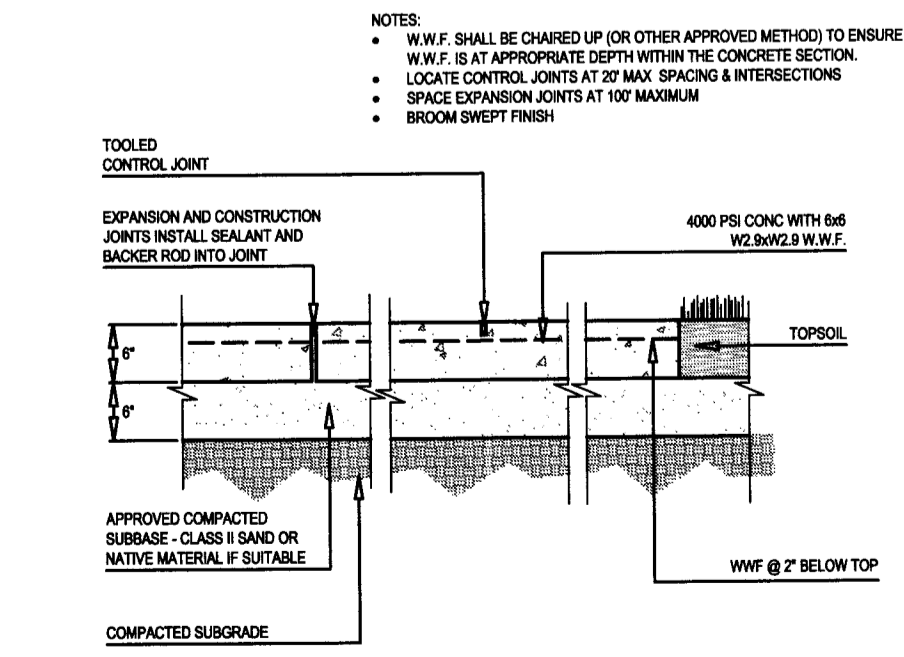 NOTES:
• W.W.F. SHALL BE CHAIRED UP (OR OTHER APPROVED METHOD) TO ENSURE
W.W.F. IS AT APPROPRIATE DEPTH WITHIN THE CONCRETE SECTION.
• LOCATE CONTROL JOINTS AT 20' MAX SPACING & INTERSECTIONS
• SPACE EXPANSION JOINTS AT 100' MAXIMUM
• BROOM SWEPT FINISH
TOOLED
CONTROL JOINT
EXPANSION AND CONSTRUCTION
JOINTS INSTALL SEALANT AND
BACKER ROD INTO JOINT
4000 PSI CONC WITH 6x6
W2.9xW2.9 W.W.F.
TOPSOIL
6"
6"
APPROVED COMPACTED
SUBBASE - CLASS II SAND OR
NATIVE MATERIAL IF SUITABLE
WWF @ 2" BELOW TOP
COMPACTED SUBGRADE